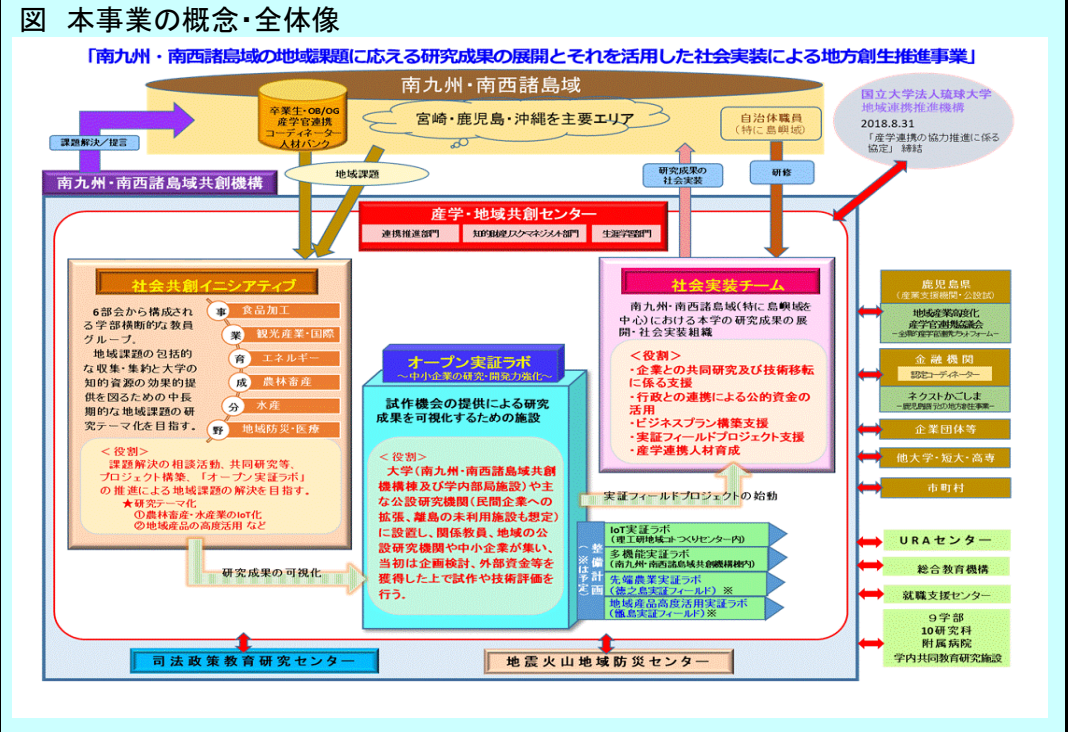 図　本事業の概念・全体像
「南九州・南西諸島域の地域課題に応える研究成果の展開とそれを活用した社会実装による地方創生推進事業」
南九州・南西諸島域
卒業生・OB/OG
産学官連携
コーディネーター
人材バンク
宮崎・鹿児島・沖縄を主要エリア
自治体職員
（特に島嶼域）
国立大学法人琉球大学
地域連携推進機構
2018.8.31
「産学連携の協力推進に係る
協定」 締結
課題解決／提言
地域課題
研究成果の
社会実装
研修
南九州・南西諸島域共創機構
産学・地域共創センター
連携推進部門
知的財産・リスクマネジメント部門
生涯学習部門
社会共創イニシアティブ
6部会から構成され
る学部横断的な教員
グループ。
地域課題の包括的
な収集・集約と大学の
知的資源の効果的提
供を図るための中長
期的な地域課題の研
究テーマ化を目指す。
事
食品加工
業
観光産業・国際
育
エネルギー
成
農林畜産
分
水産
野
地域防災・医療
＜役割＞
課題解決の相談活動、共同研究等、
プロジェクト構築、「オープン実証ラボ」
の推進による地域課題の解決を目指す。
★研究テーマ化
①農林畜産・水産業のIoT化
②地域産品の高度活用 など
研究成果の可視化
オープン実証ラボ
～中小企業の研究・開発力強化～
試作機会の提供による研究
成果を可視化するための施設
＜役割＞
大学（南九州・南西諸島域共創
機構棟及び学内部局施設）や主
な公設研究機関（民間企業への
拡張、離島の未利用施設も想定）
に設置し、関係教員、地域の公
設研究機関や中小企業が集い、
当初は企画検討、外部資金等を
獲得した上で試作や技術評価を
行う。
社会実装チーム
南九州・南西諸島域（特に島嶼域を
中心）における本学の研究成果の展
開・社会実装組織
＜役割＞
・企業との共同研究及び技術移転
に係る支援
・行政との連携による公的資金の
活用
・ビジネスプラン構築支援
・実証フィールドプロジェクト支援
・産学連携人材育成
実証フィールドプロジェクトの始動
整備計画
（※は予定）
IoT実証ラボ
（理工研地域コトづくりセンター内）
多機能実証ラボ
（南九州・南西諸島域共創機構棟内）
先端農業実証ラボ
（徳之島実証フィールド） ※
地域産品高度活用実証ラボ
（甑島実証フィールド）※
鹿児島県
（産業支援機関・公設試）
地域産業高度化
産学官連携協議会
－全県的産学官連携プラットフォーム－
金融機関
認定コーディネーター
ネクストかごしま
企業団体等
他大学・短大・高専
市町村
URAセンター
総合教育機構
就職支援センター
９学部
10研究科
附属病院
学内共同教育研究施設
司法政策教育研究センター
地震火山地域防災センター